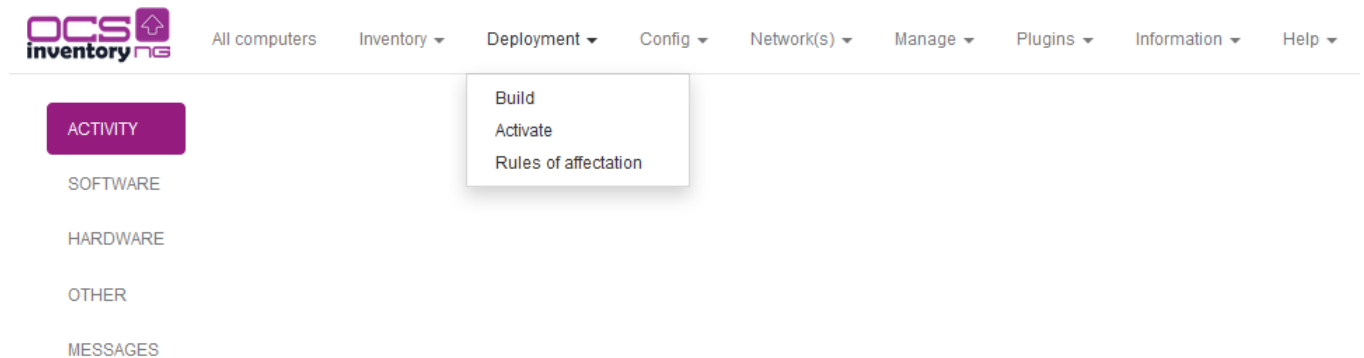 OCS inventory NG
All computers Inventory Deployment Config Network(s) Manage Plugins Information Help
Build
Activate
Rules of affectation
ACTIVITY
SOFTWARE
HARDWARE
OTHER
MESSAGES